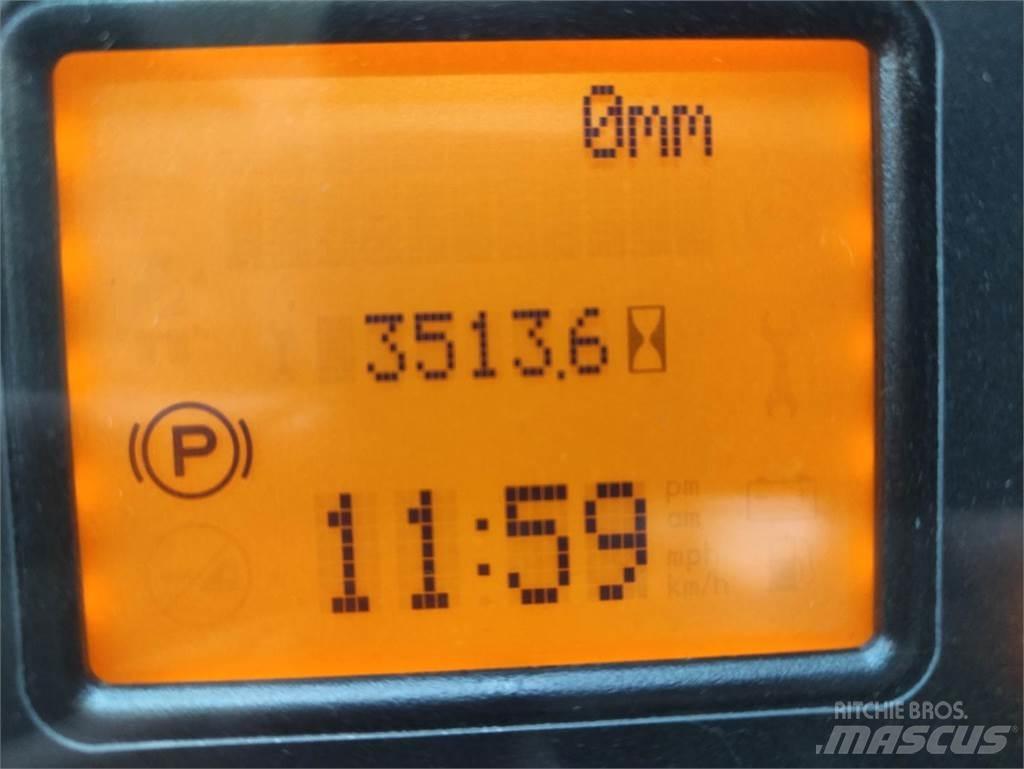 0mm
3513.6
P
11:59
pm
am
mph
km/h
RITCHIE BROS.
MASCUS